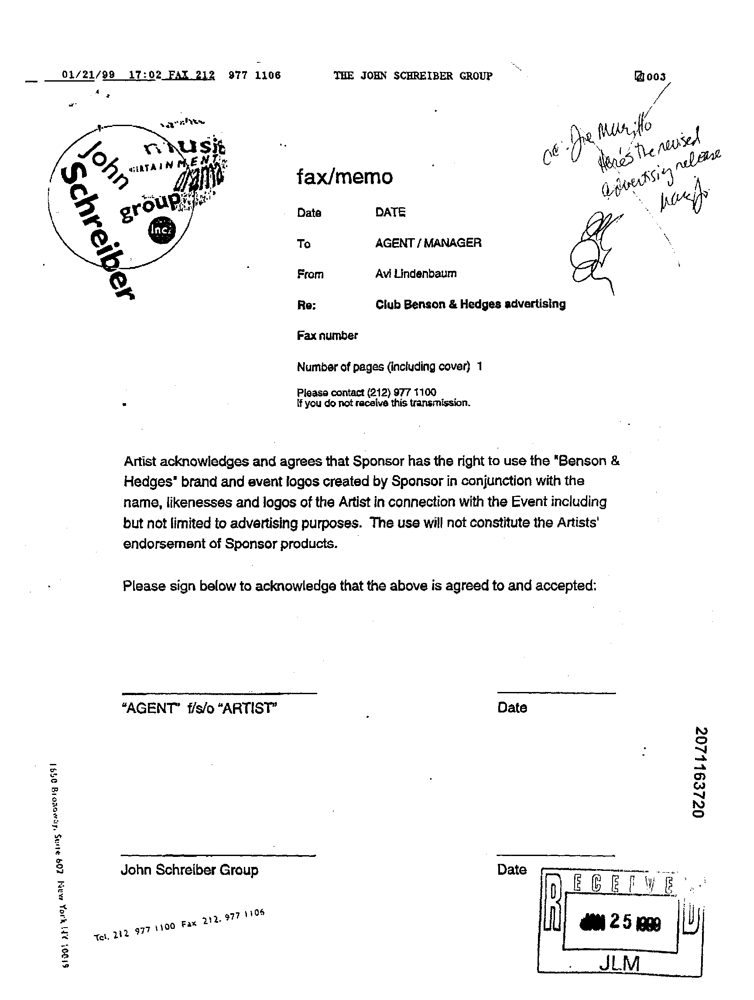 01/21/99 17:02 FAX 212 977 1106 THE JOHN SCHREIBER GROUP 003
cc: Joe Murillo
Here's the revised
advertising release
John
Schreiber
group
Inc.
music
drama
fax/memo
Date DATE
To AGENT / MANAGER
From Avi Lindenbaum
Re: Club Benson & Hedges advertising
Fax number
Number of pages (including cover) 1
Please contact (212) 977 1100
If you do not receive this transmission.
Artist acknowledges and agrees that Sponsor has the right to use the "Benson &
Hedges" brand and event logos created by Sponsor in conjunction with the
name, likenesses and logos of the Artist in connection with the Event including
but not limited to advertising purposes. The use will not constitute the Artists'
endorsement of Sponsor products.
Please sign below to acknowledge that the above is agreed to and accepted:
"AGENT" f/s/o "ARTIST" Date
2071163720
John Schreiber Group Date
1650 Broadway, Suite 602 New York NY 10019
Tel. 212 977 1100 Fax 212. 977 1106
RECEIVED
JAN 25 1999
JLM